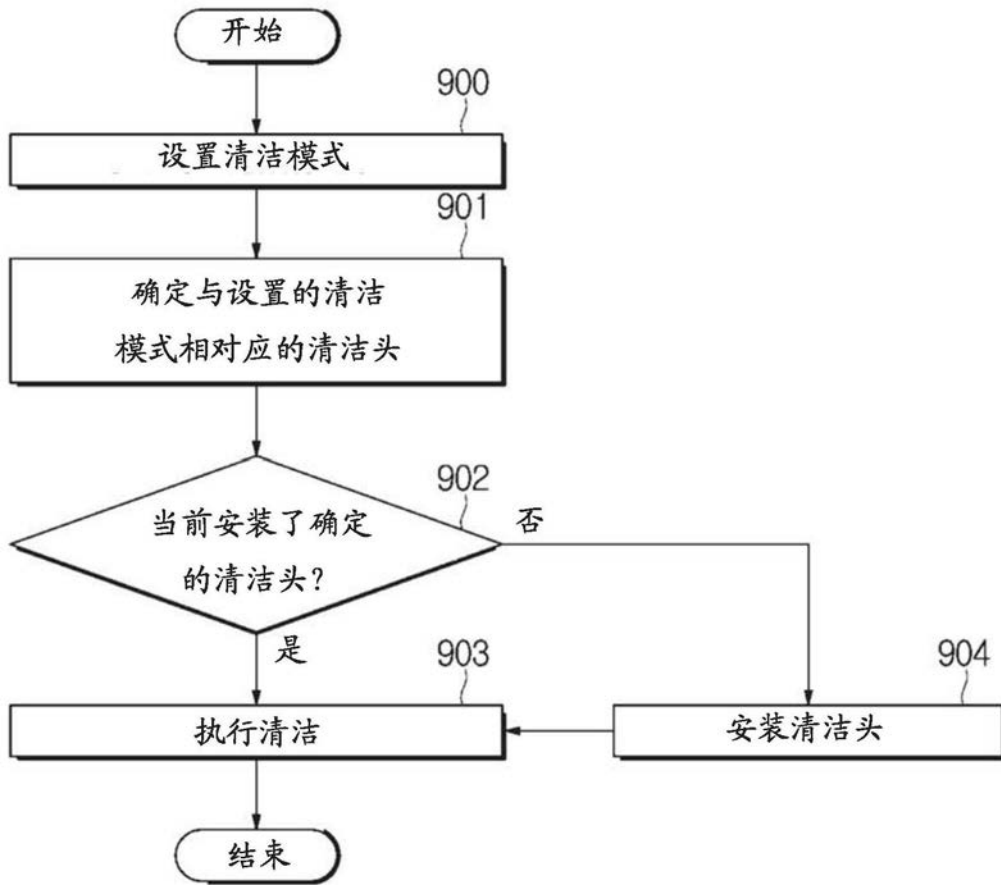 开始
900
设置清洁模式
901
确定与设置的清洁
模式相对应的清洁头
902
当前安装了确定
的清洁头?
否
是
903
执行清洁
904
安装清洁头
结束